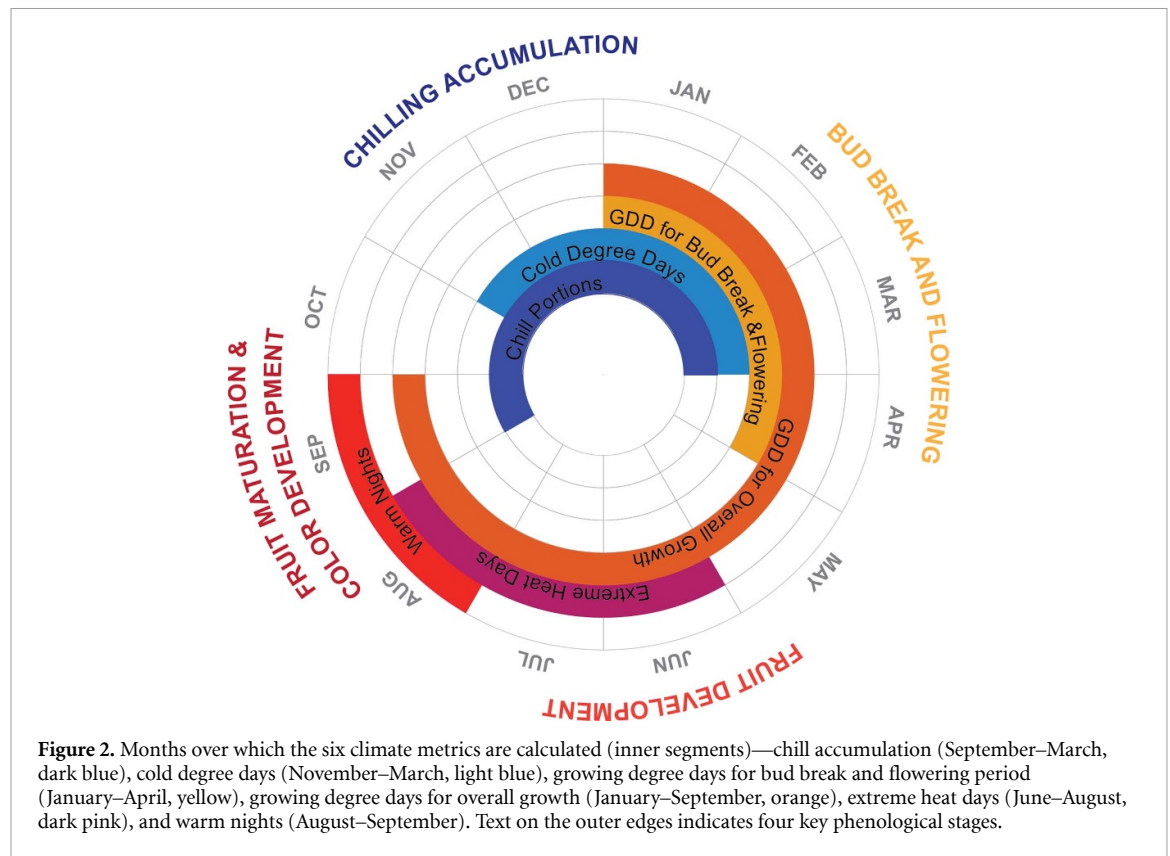 CHILLING ACCUMULATION
DEC
JAN
NOV
FEB
BUD BREAK AND FLOWERING
OCT
MAR
GDD for Bud Break &Flowering
Cold Degree Days
Chill Portions
FRUIT MATURATION &
COLOR DEVELOPMENT
SEP
APR
Warm Nights
GDD for Overall Growth
Extreme Heat Days
AUG
MAY
JUL
JUN
FRUIT DEVELOPMENT
Figure 2. Months over which the six climate metrics are calculated (inner segments)—chill accumulation (September–March,
dark blue), cold degree days (November–March, light blue), growing degree days for bud break and flowering period
(January–April, yellow), growing degree days for overall growth (January–September, orange), extreme heat days (June–August,
dark pink), and warm nights (August–September). Text on the outer edges indicates four key phenological stages.